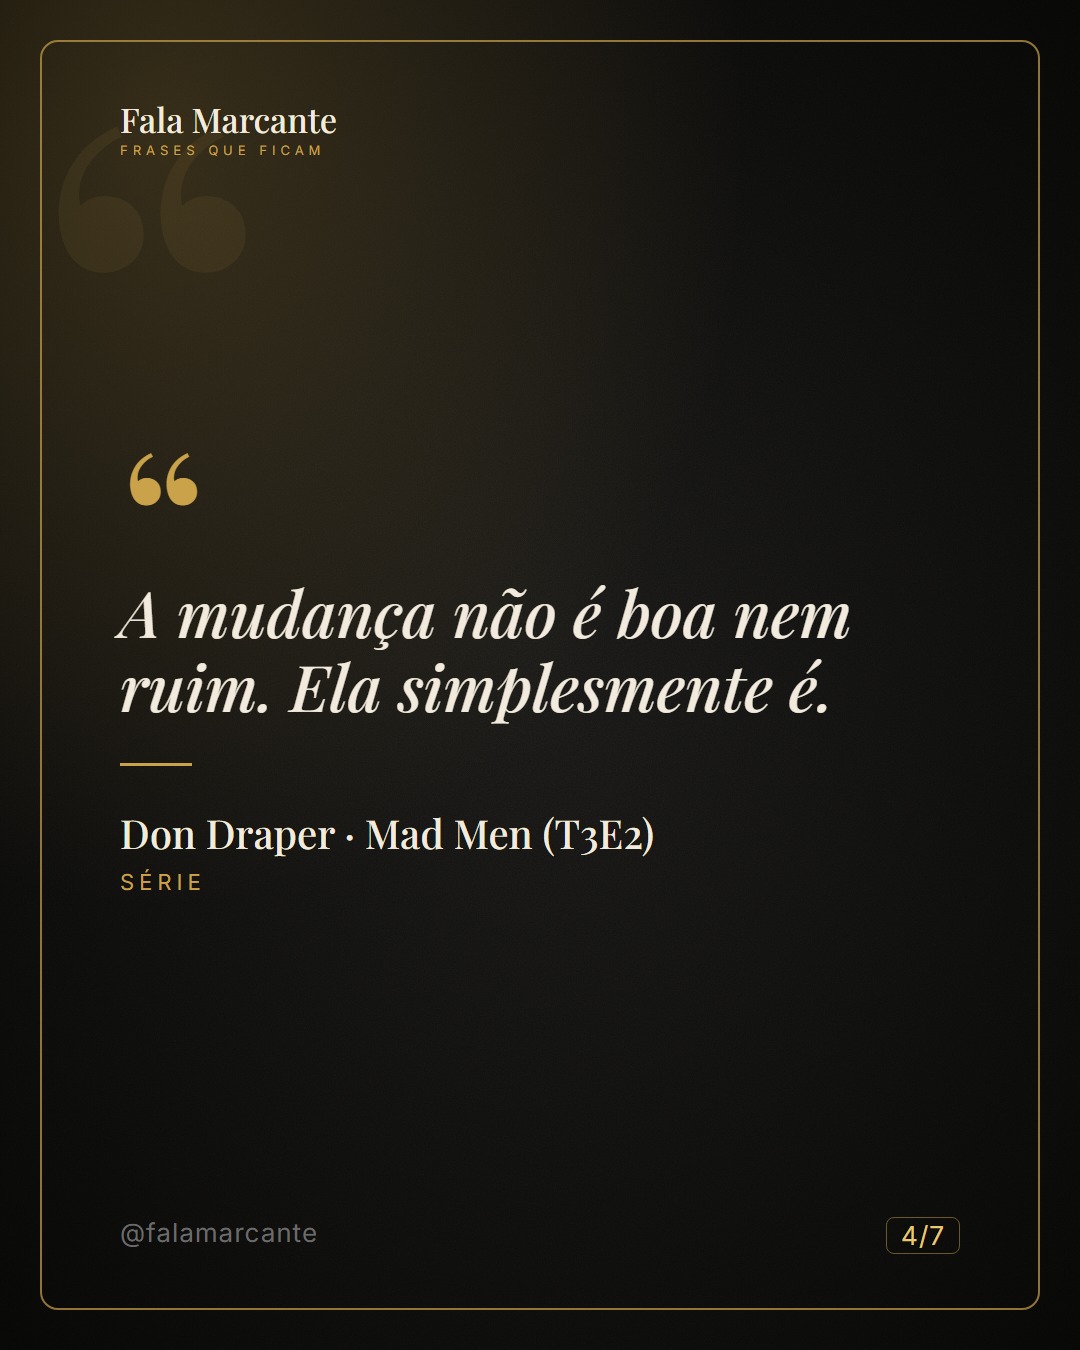 Fala Marcante
FRASES QUE FICAM
“
A mudança não é boa nem
ruim. Ela simplesmente é.
Don Draper · Mad Men (T3E2)
SÉRIE
@falamarcante
4/7